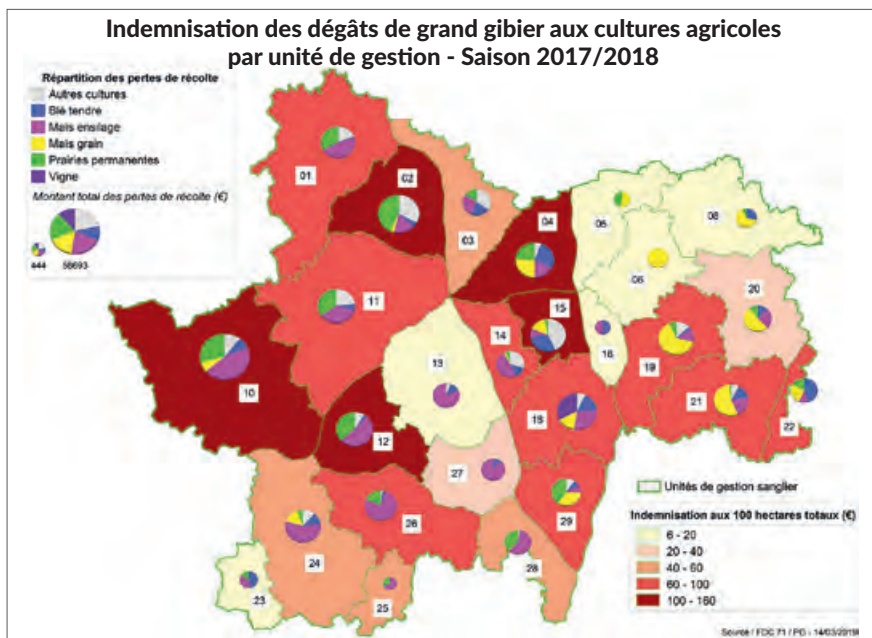 Indemnisation des dégâts de grand gibier aux cultures agricoles
par unité de gestion - Saison 2017/2018
Répartition des pertes de récolte
Autres cultures
Blé tendre
Maïs ensilage
Maïs grain
Prairies permanentes
Vigne
Montant total des pertes de récolte (€)
444 58693
01
02
03
04
05
08
06
20
11
15
14
16
13
19
10
18
21
22
12
27
26
29
24
28
23
25
Unités de gestion sanglier
Indemnisation aux 100 hectares totaux (€)
6 - 20
20 - 40
40 - 60
60 - 100
100 - 160
Source / FDC 71 / PG - 14/03/2019